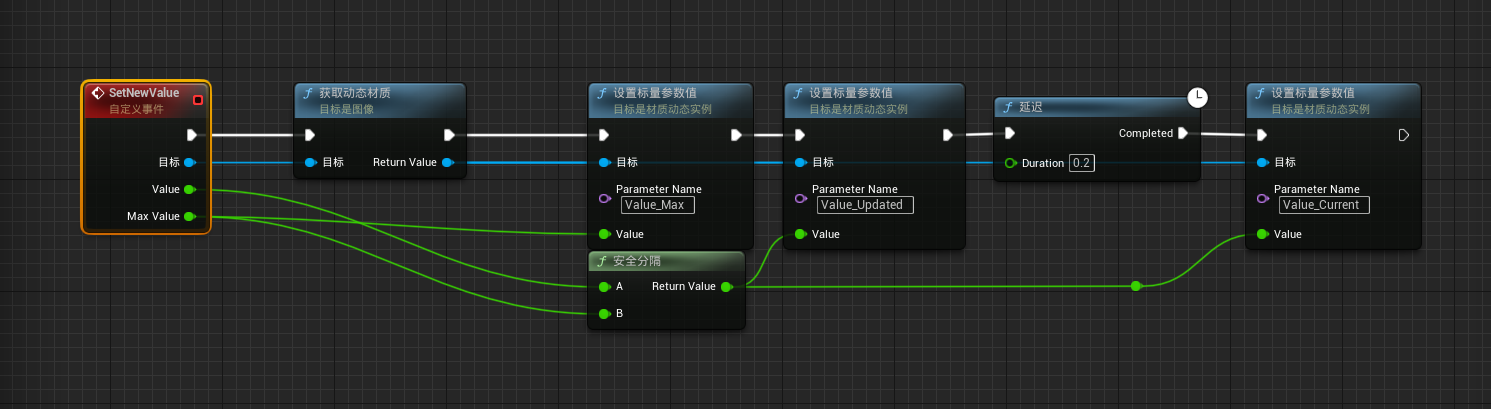 SetNewValue
自定义事件
目标
Value
Max Value
获取动态材质
目标是图像
目标
Return Value
设置标量参数值
目标是材质动态实例
目标
Parameter Name
Value_Max
Value
安全分隔
A
Return Value
B
设置标量参数值
目标是材质动态实例
目标
Parameter Name
Value_Updated
Value
延迟
Completed
Duration 0.2
设置标量参数值
目标是材质动态实例
目标
Parameter Name
Value_Current
Value